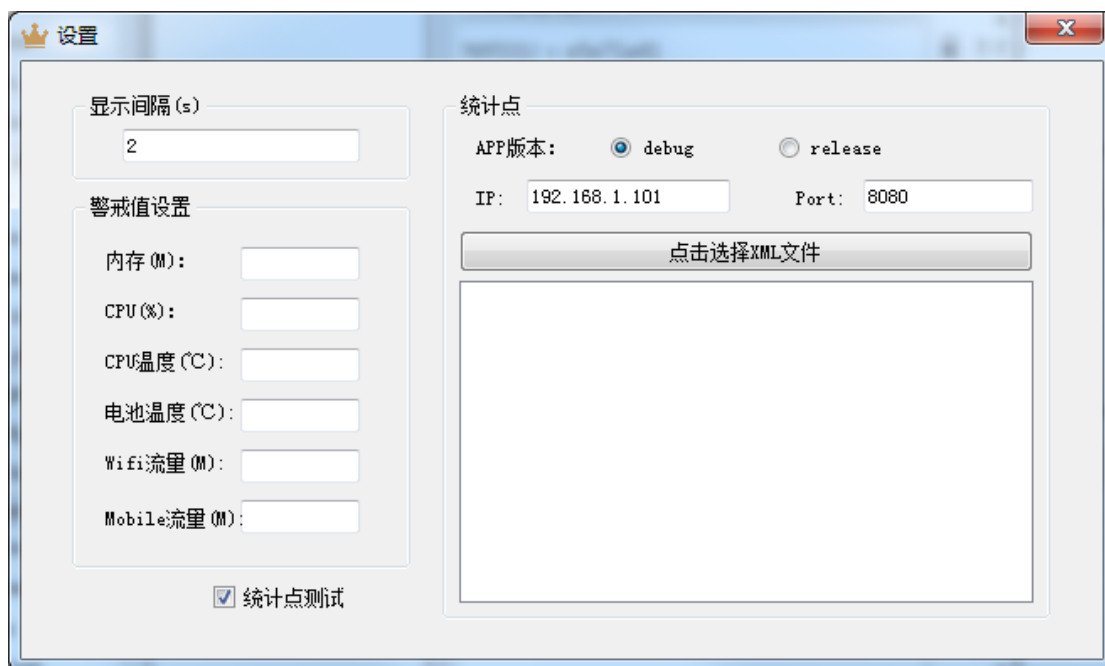 设置
显示间隔(s)
2
警戒值设置
内存(M):
CPU(%):
CPU温度(℃):
电池温度(℃):
Wifi流量(M):
Mobile流量(M):
统计点测试
统计点
APP版本: debug release
IP: 192.168.1.101 Port: 8080
点击选择XML文件